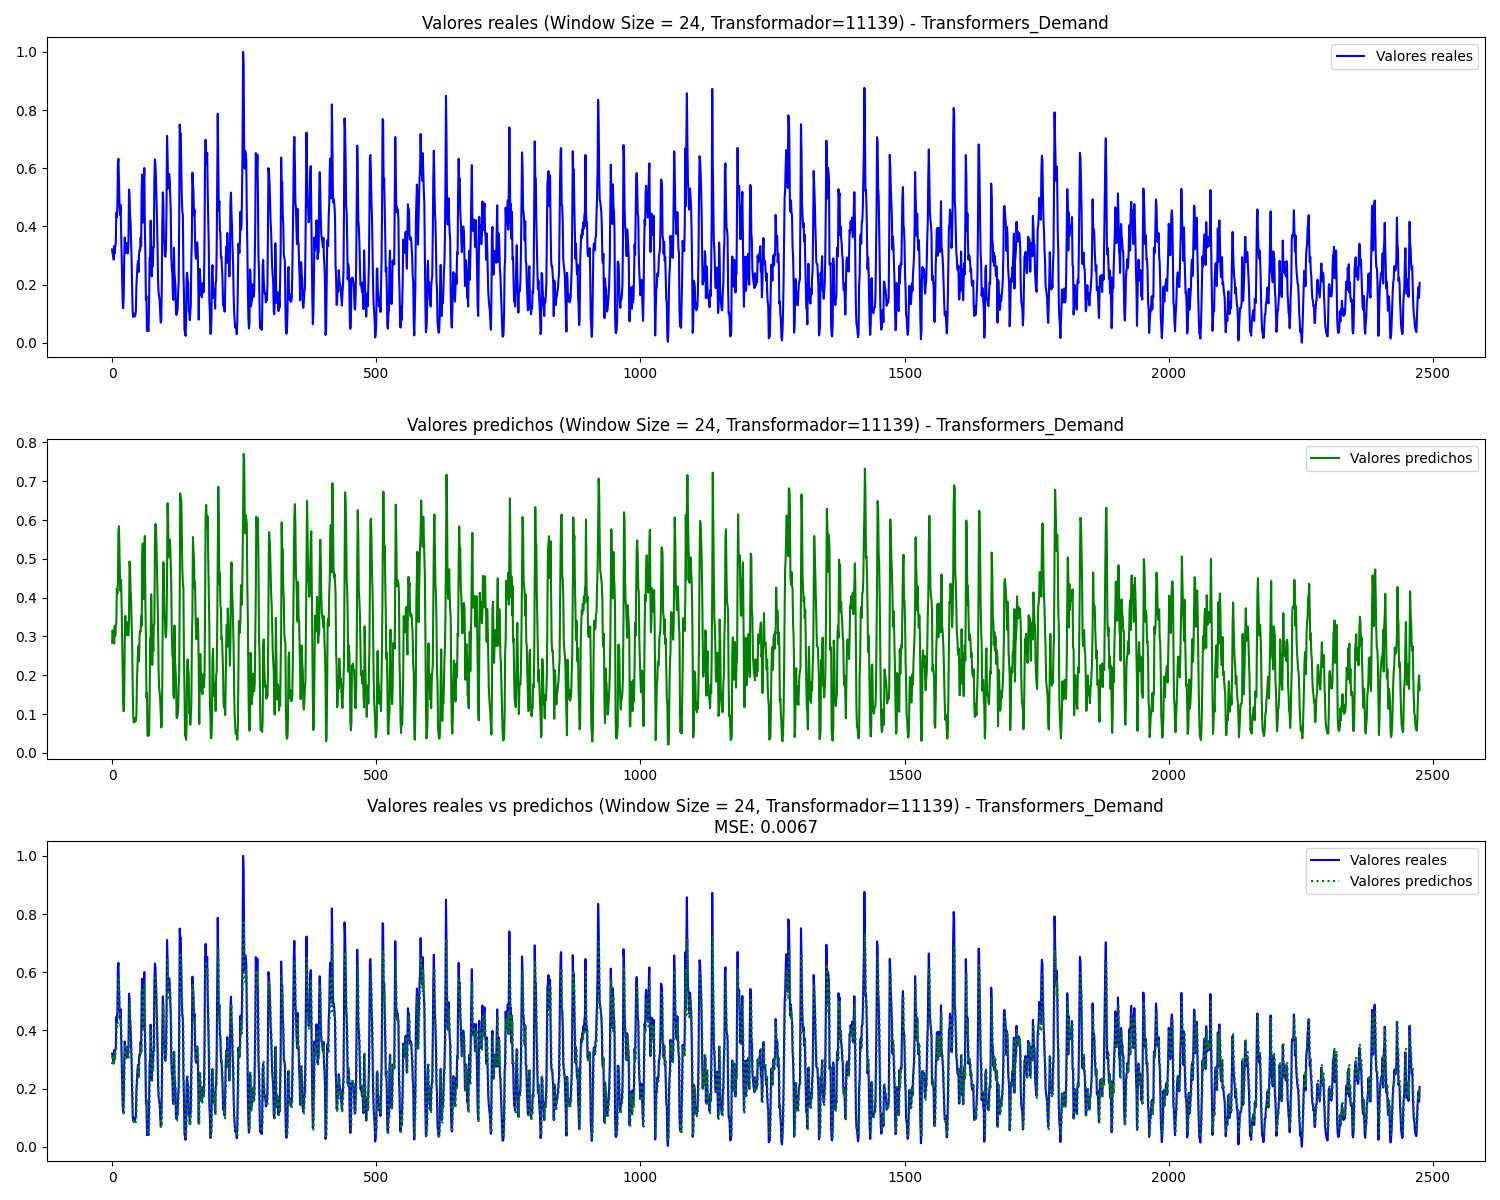 Valores reales (Window Size = 24, Transformador=11139) - Transformers_Demand
Valores reales
1.0
0.8
0.6
0.4
0.2
0.0
0 500 1000 1500 2000 2500
Valores predichos (Window Size = 24, Transformador=11139) - Transformers_Demand
Valores predichos
0.8
0.7
0.6
0.5
0.4
0.3
0.2
0.1
0.0
0 500 1000 1500 2000 2500
Valores reales vs predichos (Window Size = 24, Transformador=11139) - Transformers_Demand
MSE: 0.0067
Valores reales
Valores predichos
1.0
0.8
0.6
0.4
0.2
0.0
0 500 1000 1500 2000 2500